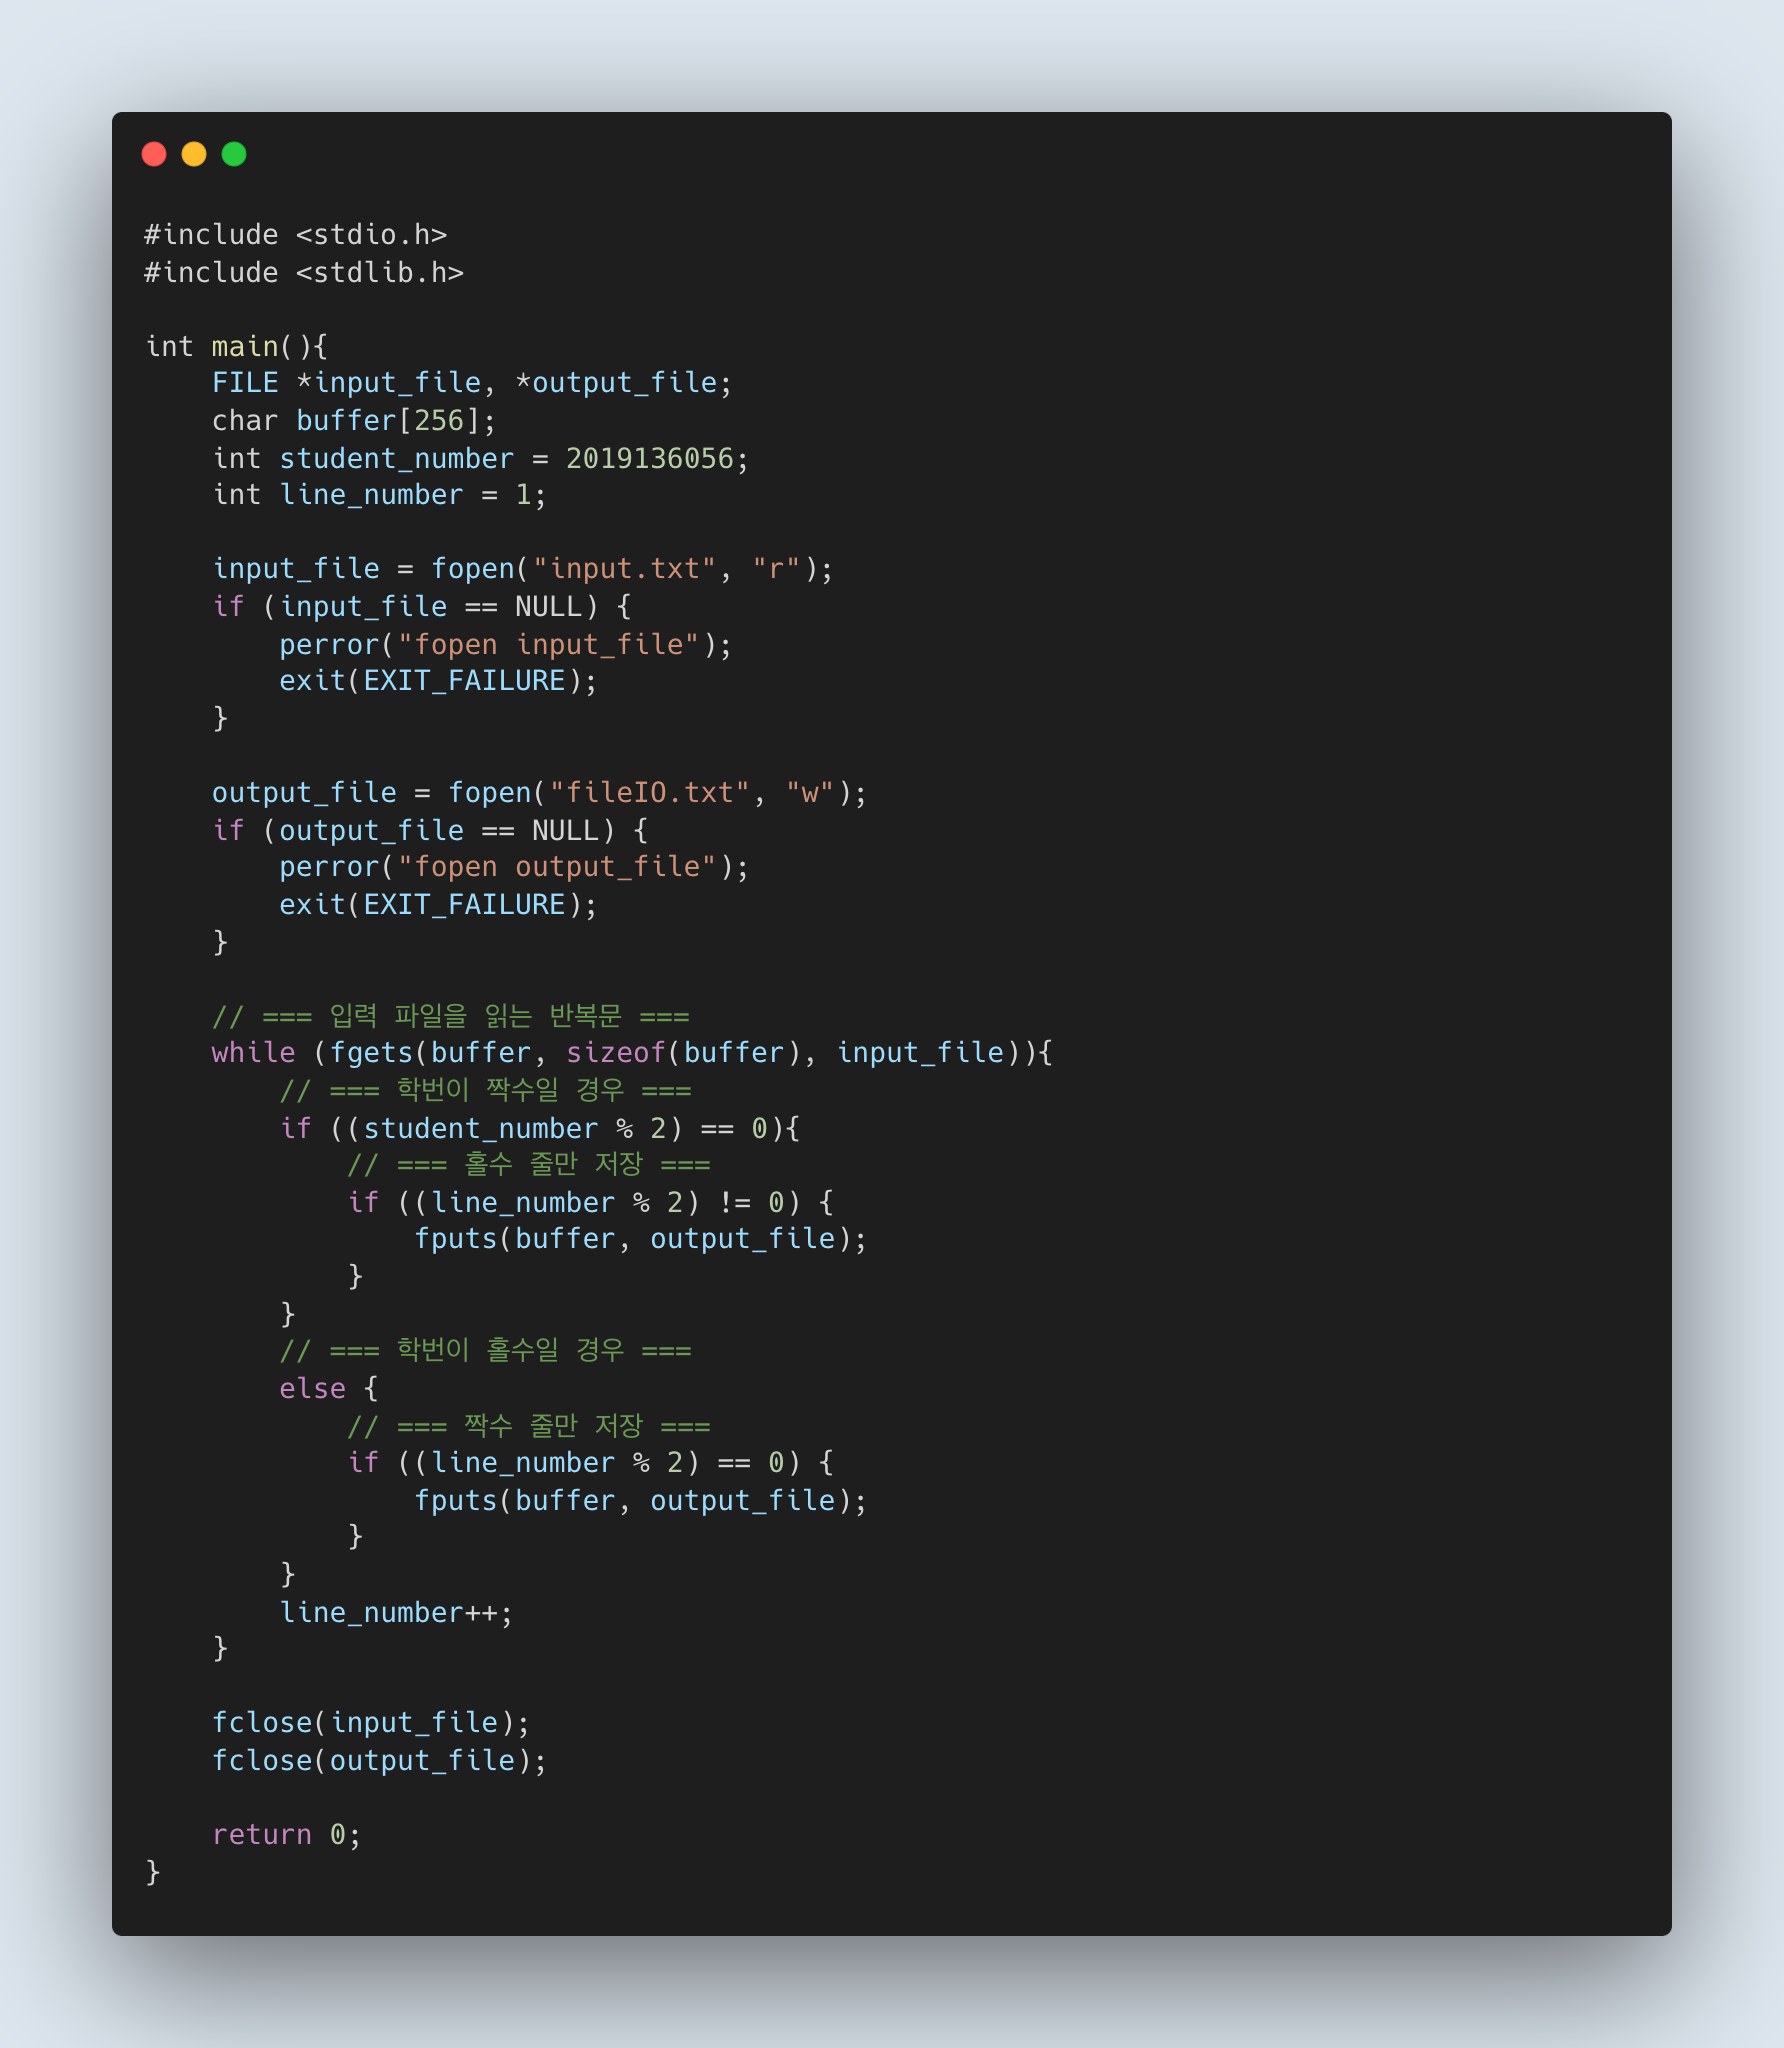 #include <stdio.h>
#include <stdlib.h>

int main(){
    FILE *input_file, *output_file;
    char buffer[256];
    int student_number = 2019136056;
    int line_number = 1;

    input_file = fopen("input.txt", "r");
    if (input_file == NULL) {
        perror("fopen input_file");
        exit(EXIT_FAILURE);
    }

    output_file = fopen("fileIO.txt", "w");
    if (output_file == NULL) {
        perror("fopen output_file");
        exit(EXIT_FAILURE);
    }

    // === 입력 파일을 읽는 반복문 ===
    while (fgets(buffer, sizeof(buffer), input_file)){
        // === 학번이 짝수일 경우 ===
        if ((student_number % 2) == 0){
            // === 홀수 줄만 저장 ===
            if ((line_number % 2) != 0) {
                fputs(buffer, output_file);
            }
        }
        // === 학번이 홀수일 경우 ===
        else {
            // === 짝수 줄만 저장 ===
            if ((line_number % 2) == 0) {
                fputs(buffer, output_file);
            }
        }
        line_number++;
    }

    fclose(input_file);
    fclose(output_file);

    return 0;
}